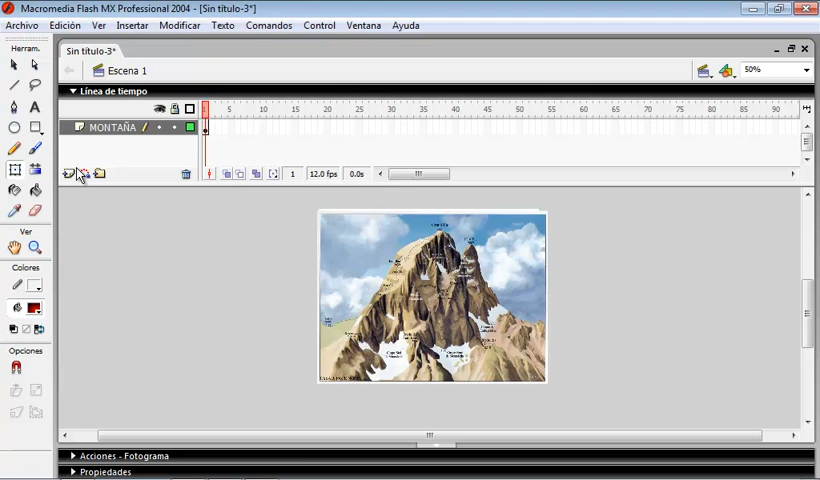 Macromedia Flash MX Professional 2004 - [Sin título-3*]
Archivo Edición Ver Insertar Modificar Texto Comandos Control Ventana Ayuda
Herram.
Sin título-3*
Escena 1
50%
Línea de tiempo
1 5 10 15 20 25 30 35 40 45 50 55 60 65 70 75 80 85 90 95
MONTAÑA
1 12.0 fps 0.0s
Ver
Colores
Opciones
Acciones - Fotograma
Propiedades